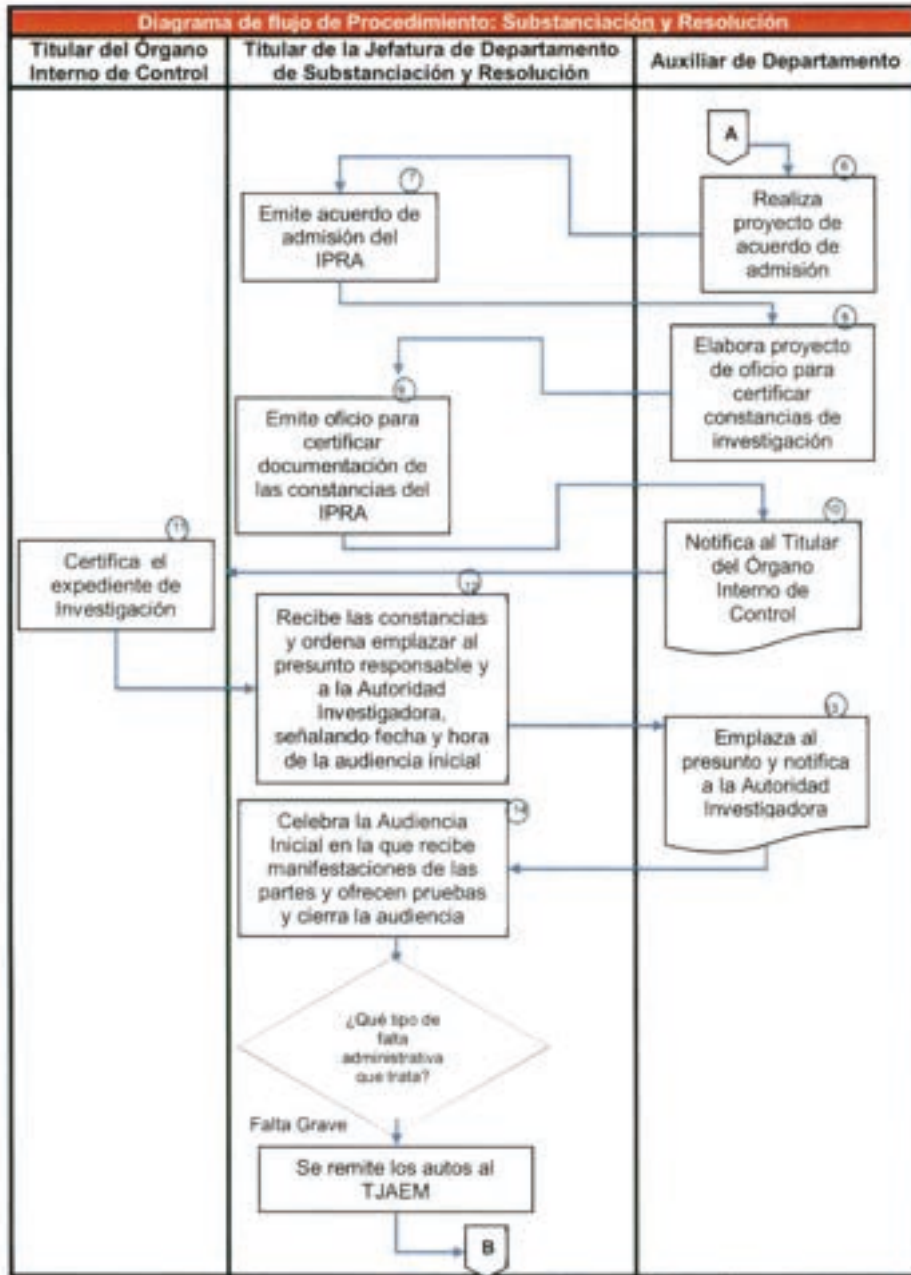 Diagrama de flujo de Procedimiento: Substanciación y Resolución
Titular del Órgano
Interno de Control
Titular de la Jefatura de Departamento
de Substanciación y Resolución
Auxiliar de Departamento
A
6
Realiza
proyecto de
acuerdo de
admisión
7
Emite acuerdo de
admisión del
IPRA
Elabora proyecto
de oficio para
certificar
constancias de
investigación
Emite oficio para
certificar
documentación de
las constancias del
IPRA
10
Notifica al Titular
del Órgano
Interno de
Control
11
Certifica el
expediente de
Investigación
12
Recibe las constancias
y ordena emplazar al
presunto responsable y
a la Autoridad
Investigadora,
señalando fecha y hora
de la audiencia inicial
Emplaza al
presunto y notifica
a la Autoridad
Investigadora
14
Celebra la Audiencia
Inicial en la que recibe
manifestaciones de las
partes y ofrecen pruebas
y cierra la audiencia
¿Qué tipo de
falta
administrativa
que trata?
Falta Grave
Se remite los autos al
TJAEM
B